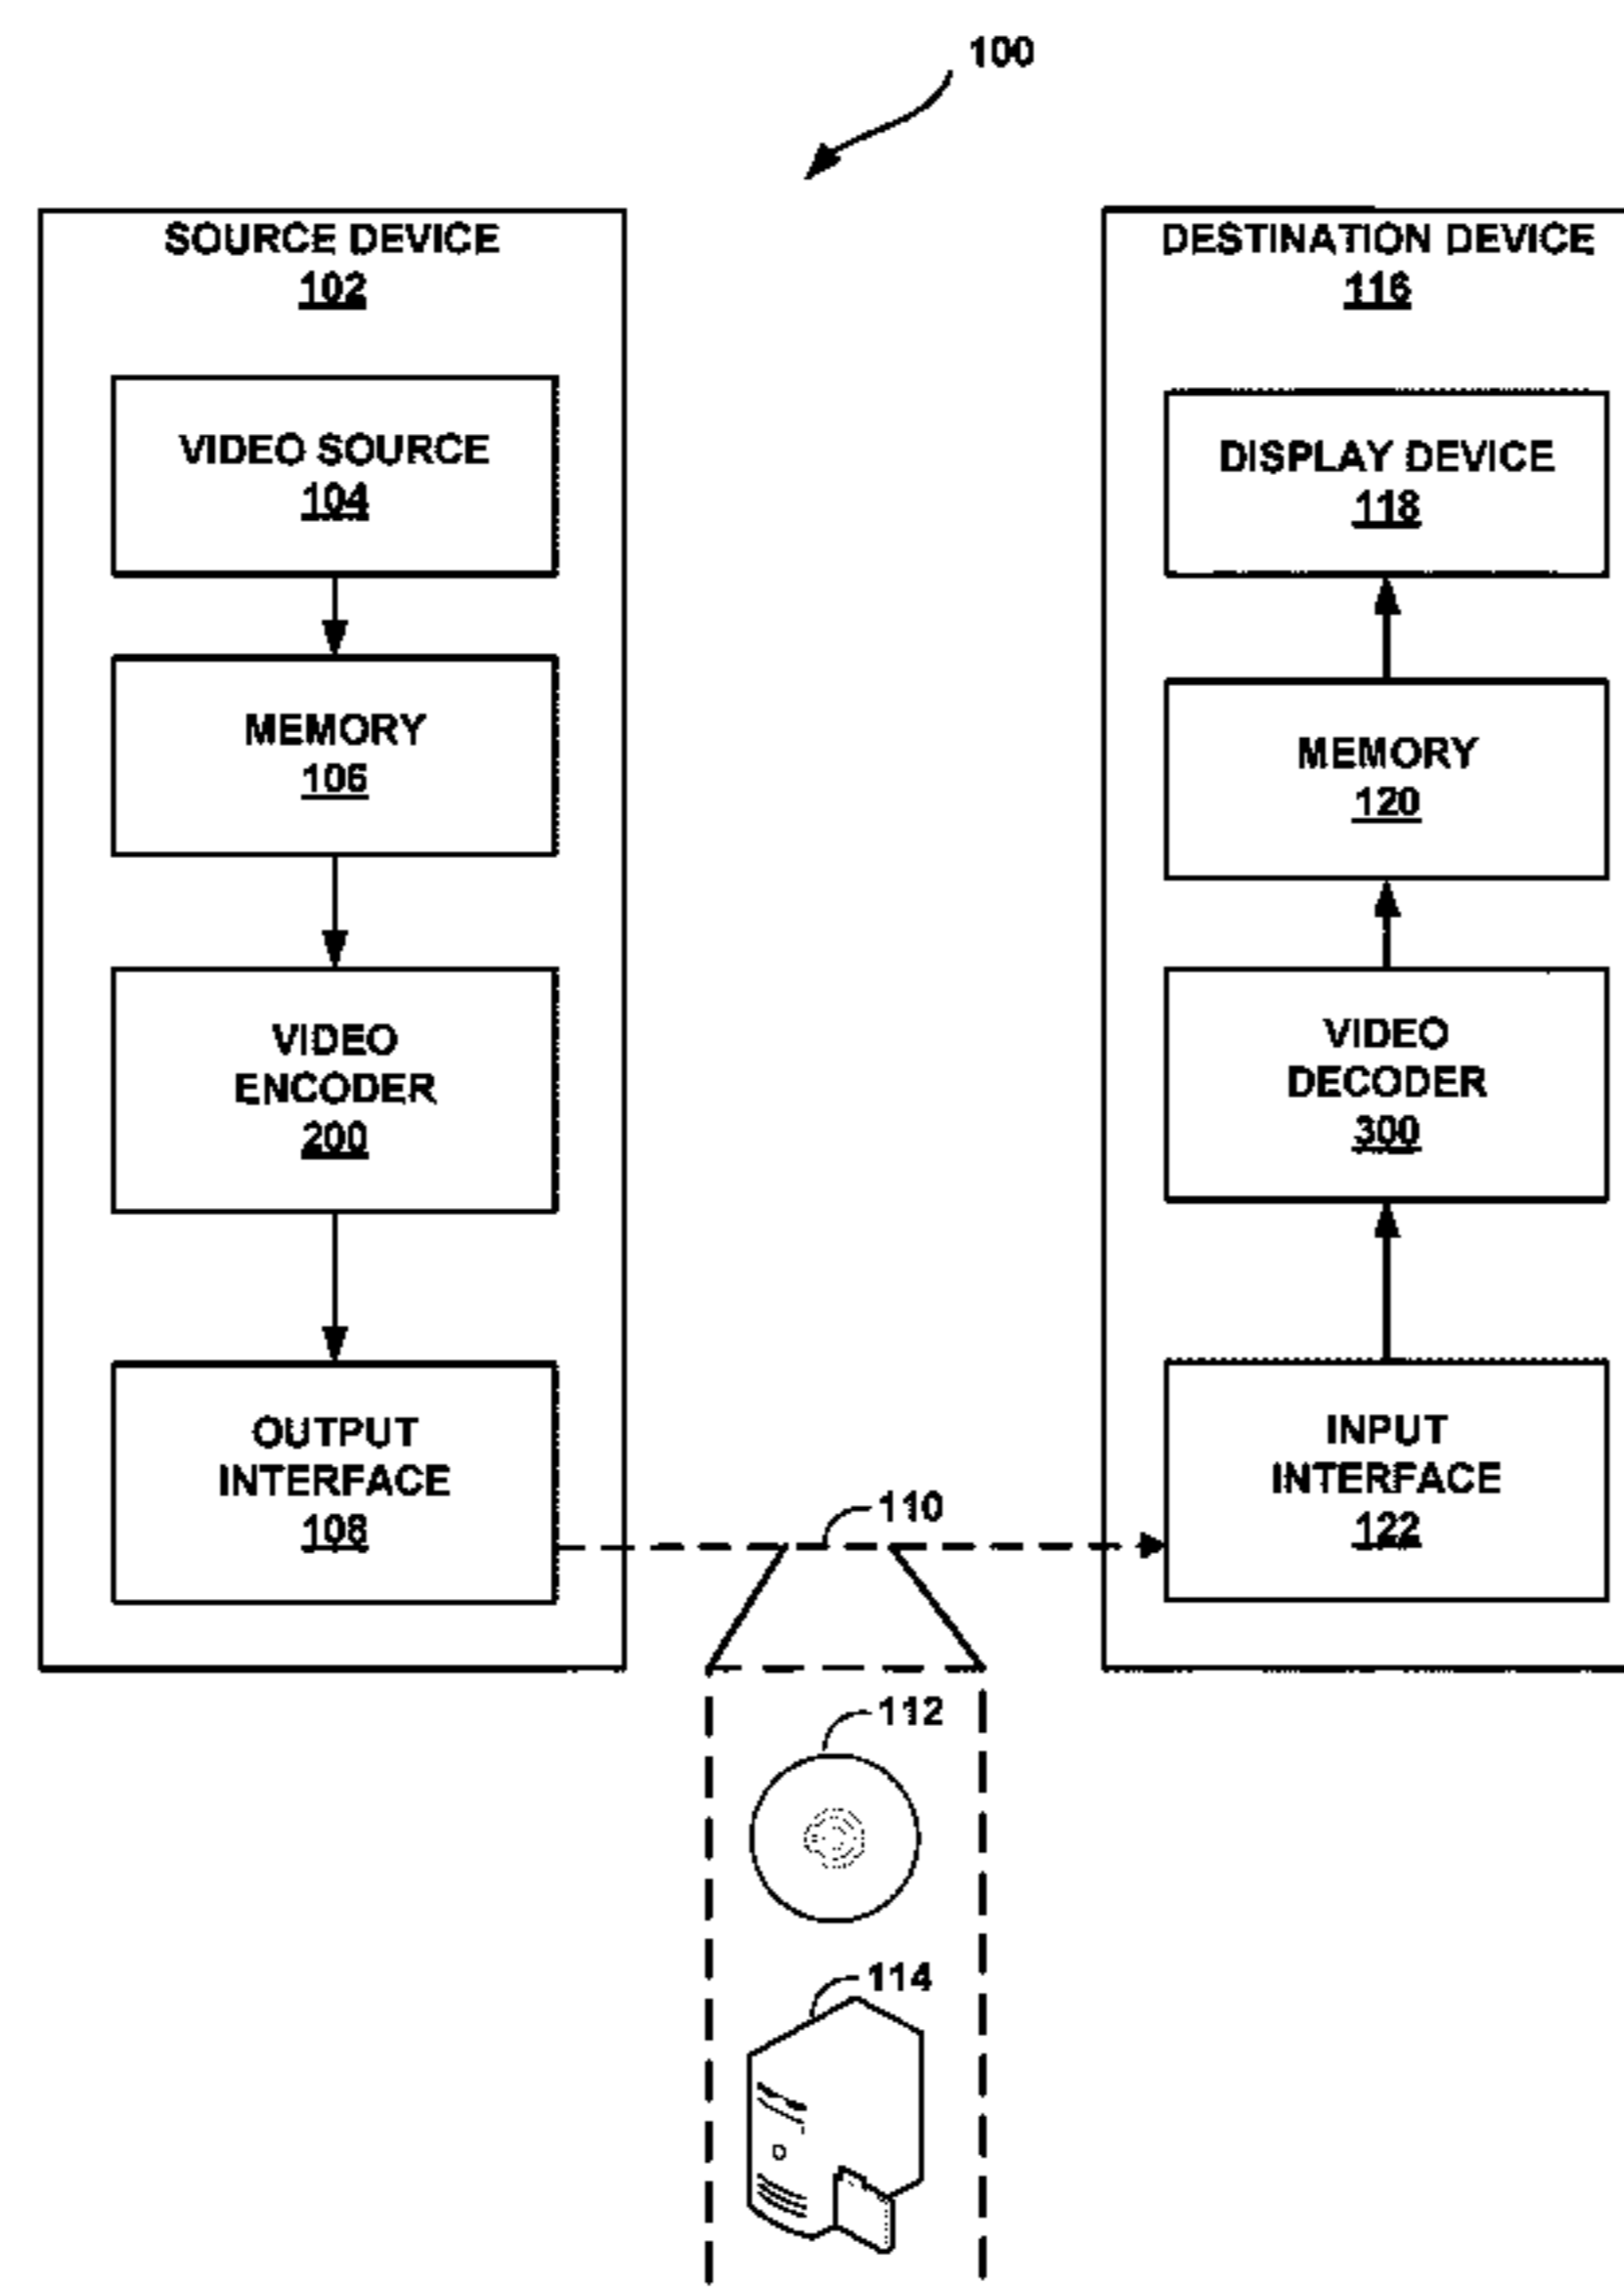 100
SOURCE DEVICE
102
VIDEO SOURCE
104
MEMORY
106
VIDEO
ENCODER
200
OUTPUT
INTERFACE
108
DESTINATION DEVICE
116
DISPLAY DEVICE
118
MEMORY
120
VIDEO
DECODER
300
INPUT
INTERFACE
122
110
112
114